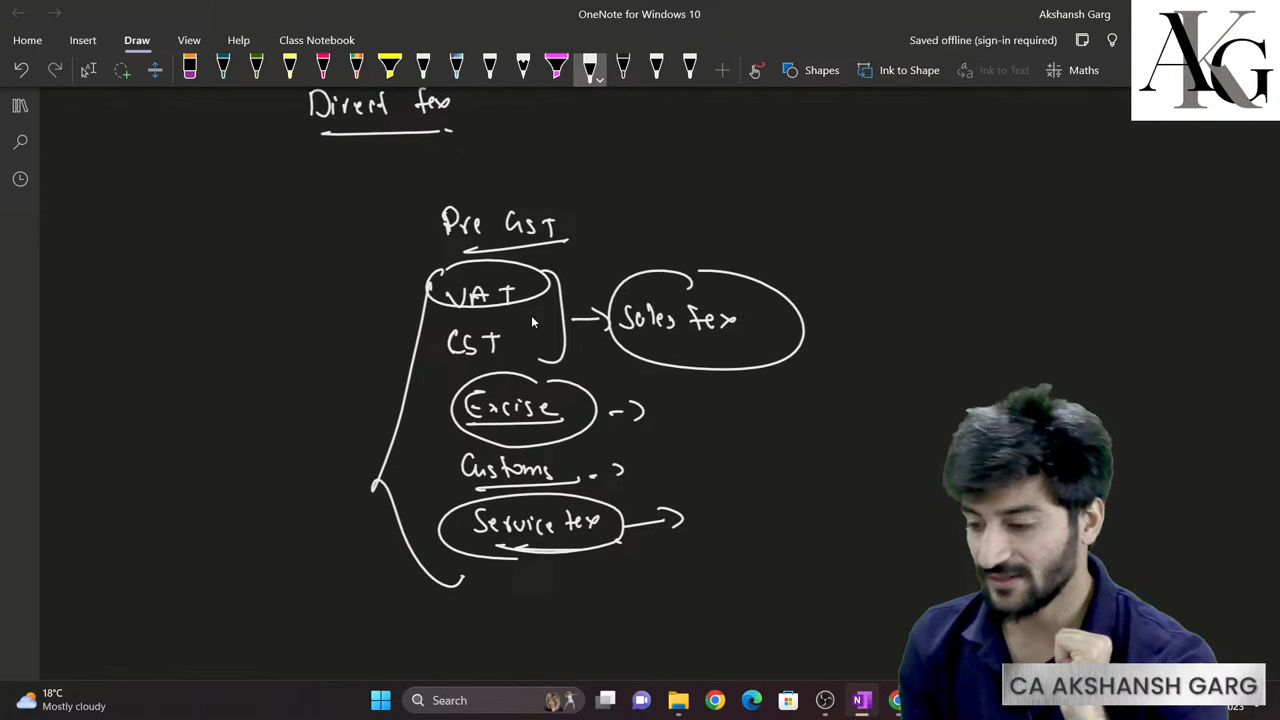 OneNote for Windows 10
Akshansh Garg
Home Insert Draw View Help Class Notebook
Saved offline (sign-in required)
Shapes Ink to Shape Ink to Text Maths
AKG
Direct tax
Pre GST
VAT
CST
Sales tax
Excise
Customs
Service tax
CA AKSHANSH GARG
18°C
Mostly cloudy
Search